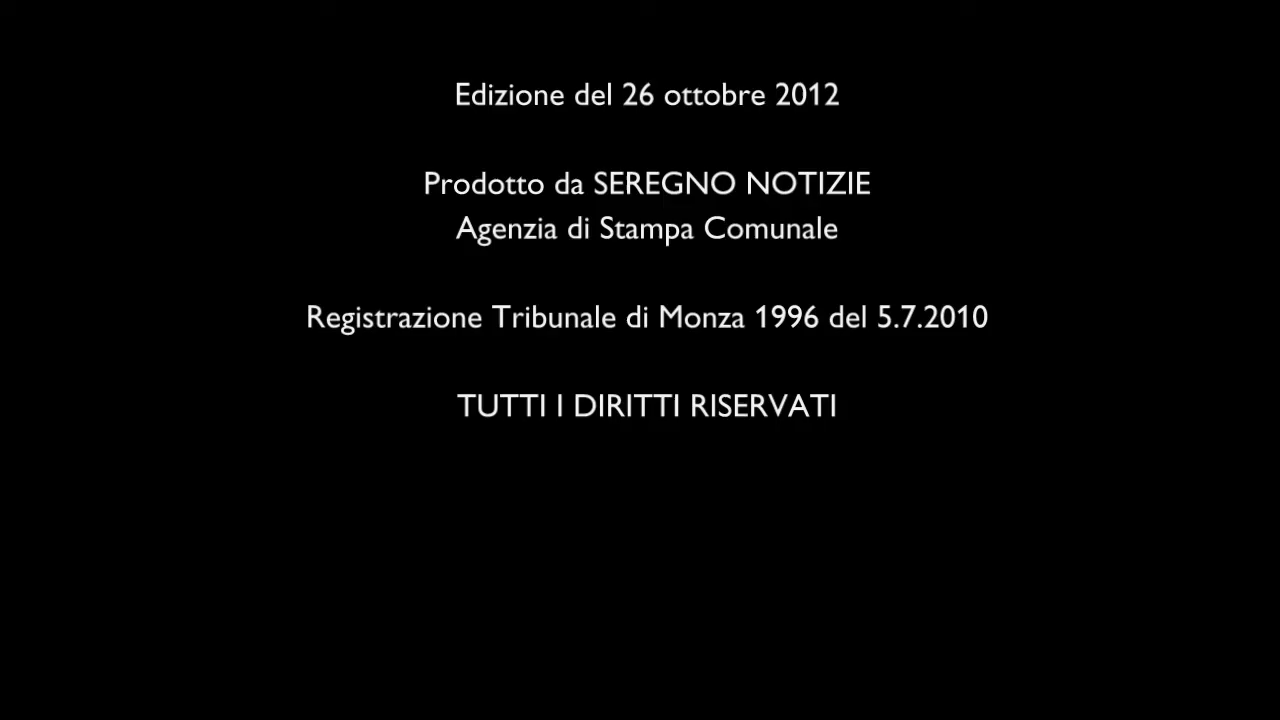 Edizione del 26 ottobre 2012
Prodotto da SEREGNO NOTIZIE
Agenzia di Stampa Comunale
Registrazione Tribunale di Monza 1996 del 5.7.2010
TUTTI I DIRITTI RISERVATI